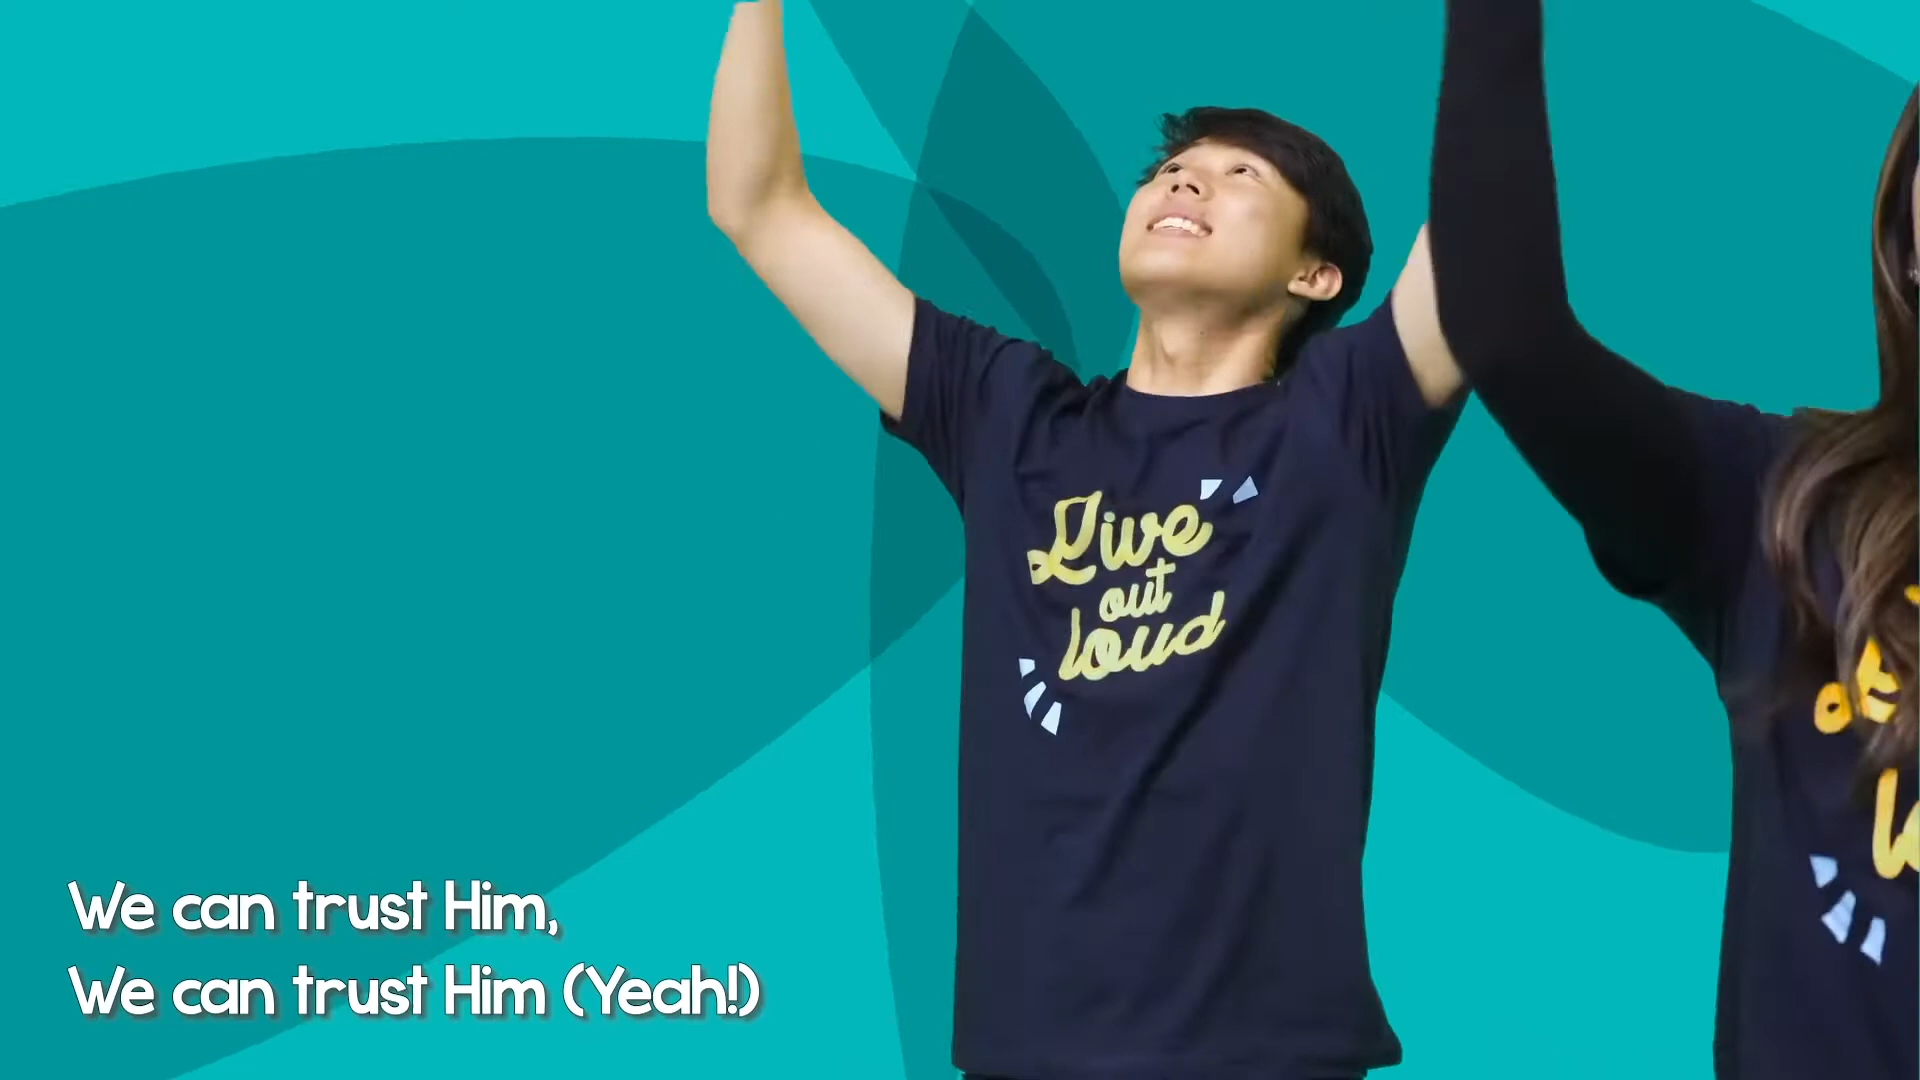 Live
out
loud
We can trust Him,
We can trust Him (Yeah!)